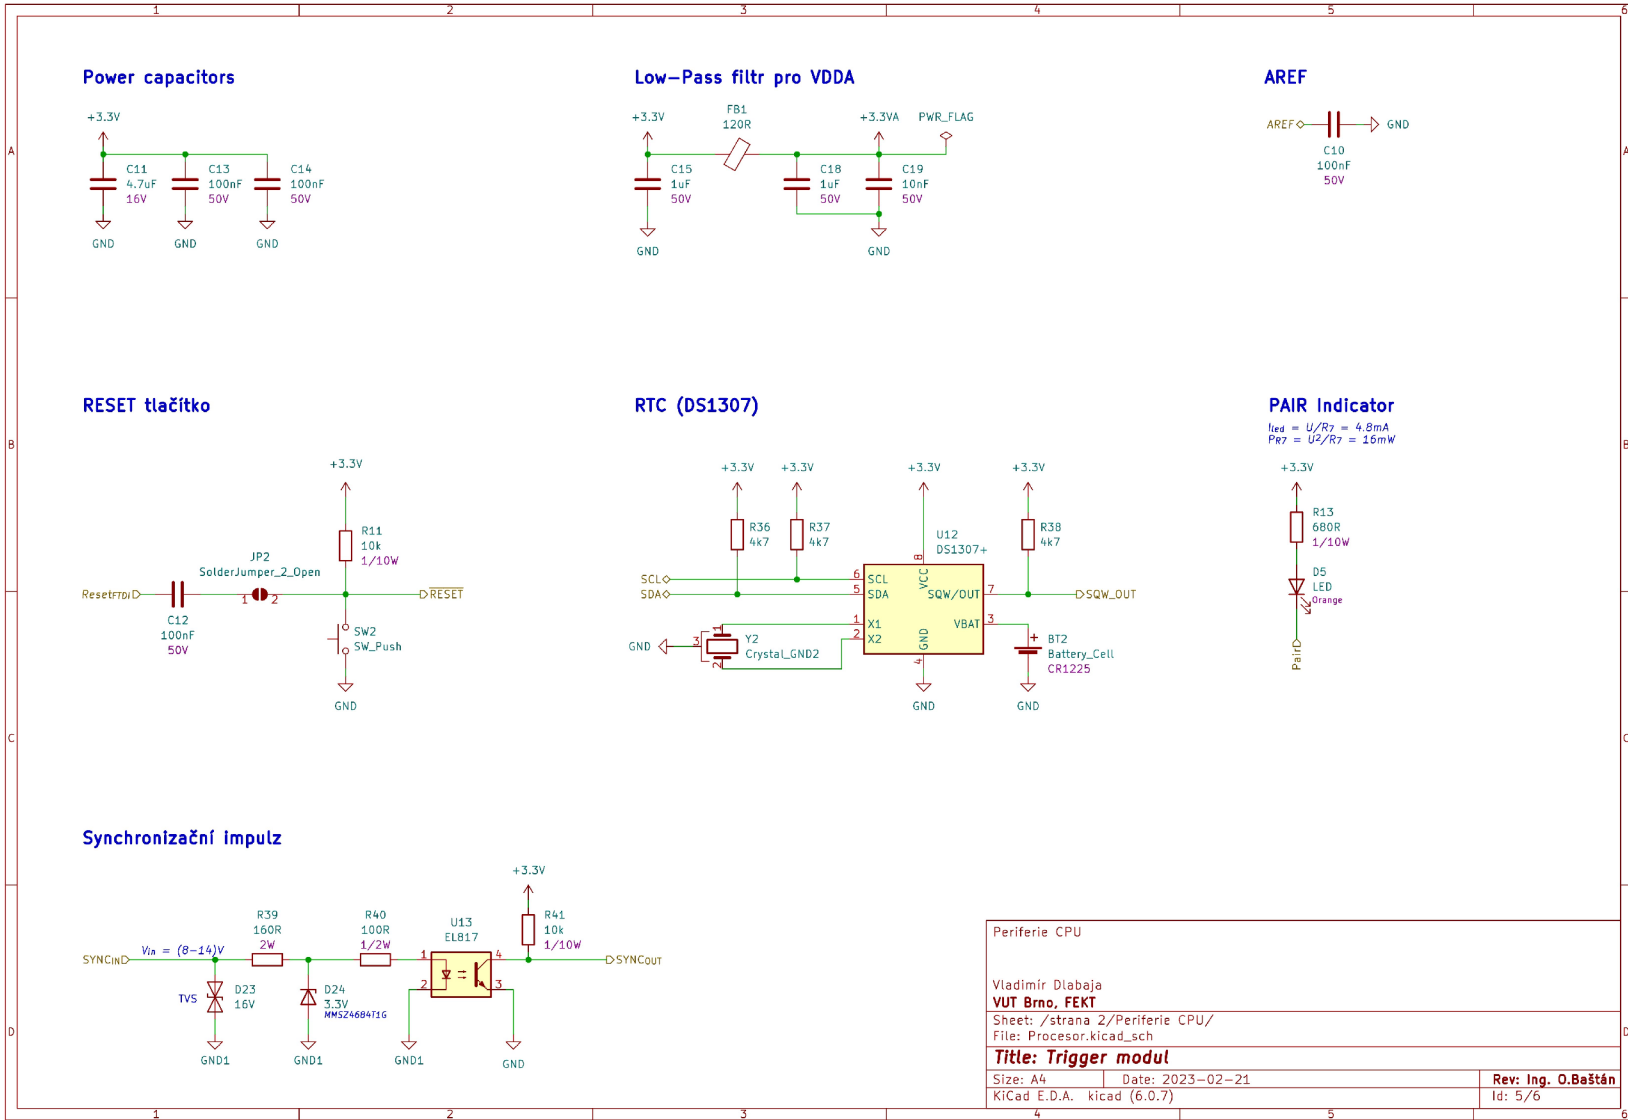 1 2 3 4 5 6
A A
B B
C C
D D
Power capacitors
+3.3V
C11
4.7uF
16V
C13
100nF
50V
C14
100nF
50V
GND GND GND
Low-Pass filtr pro VDDA
+3.3V
FB1
120R
+3.3VA PWR_FLAG
C15
1uF
50V
C18
1uF
50V
C19
10nF
50V
GND GND
AREF
AREF GND
C10
100nF
50V
RESET tlačítko
+3.3V
R11
10k
1/10W
JP2
SolderJumper_2_Open
ResetFTDI 1 2 RESET
C12
100nF
50V
SW2
SW_Push
GND
RTC (DS1307)
+3.3V +3.3V +3.3V +3.3V
R36
4k7
R37
4k7
U12
DS1307+
R38
4k7
8
VCC
SCL 6 SCL
SDA 5 SDA SQW/OUT 7 SQW_OUT
1 X1 VBAT 3
2 X2
GND
4
GND 3 1 2
Y2
Crystal_GND2
+ BT2
Battery_Cell
CR1225
GND GND
PAIR Indicator
Iled = U/R7 = 4.8mA
PR7 = U²/R7 = 16mW
+3.3V
R13
680R
1/10W
D5
LED
Orange
Pair
Synchronizační impulz
+3.3V
R39
160R
2W
R40
100R
1/2W
U13
EL817
R41
10k
1/10W
SYNCIN Vin = (8-14)V 1 4 SYNCOUT
2 3
TVS
D23
16V
D24
3.3V
MMSZ4684T1G
GND1 GND1 GND1 GND
Periferie CPU
Vladimír Dlabaja
VUT Brno, FEKT
Sheet: /strana 2/Periferie CPU/
File: Procesor.kicad_sch
Title: Trigger modul
Size: A4 Date: 2023-02-21 Rev: Ing. O.Baštán
KiCad E.D.A. kicad (6.0.7) Id: 5/6
1 2 3 4 5 6